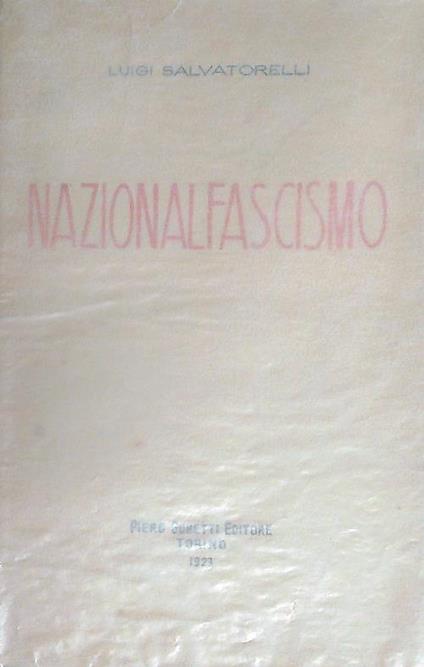 LUIGI SALVATORELLI
NAZIONALFASCISMO
PIERO GOBETTI EDITORE
TORINO
1923